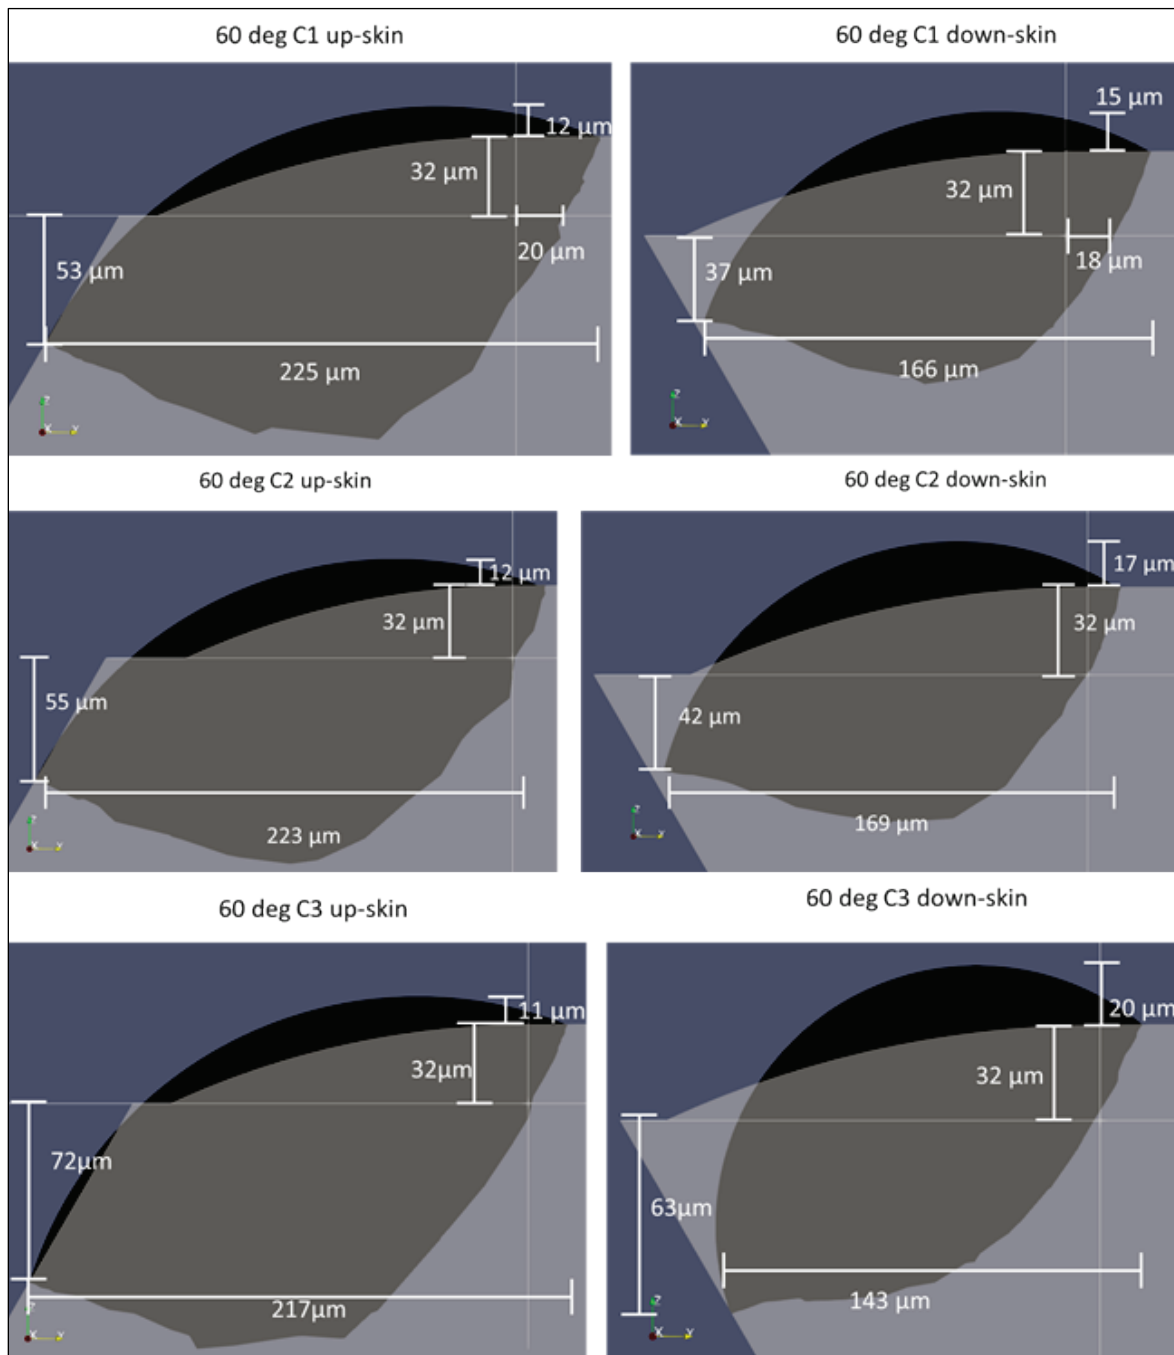 60 deg C1 up-skin
60 deg C1 down-skin
12 μm
32 μm
20 μm
53 μm
225 μm
Z
X
Y
15 μm
32 μm
18 μm
37 μm
166 μm
Z
X
Y
60 deg C2 up-skin
60 deg C2 down-skin
12 μm
32 μm
55 μm
223 μm
Z
X
Y
17 μm
32 μm
42 μm
169 μm
Z
X
Y
60 deg C3 up-skin
60 deg C3 down-skin
11 μm
32μm
72μm
217μm
Z
X
Y
20 μm
32 μm
63μm
143 μm
Z
X
Y